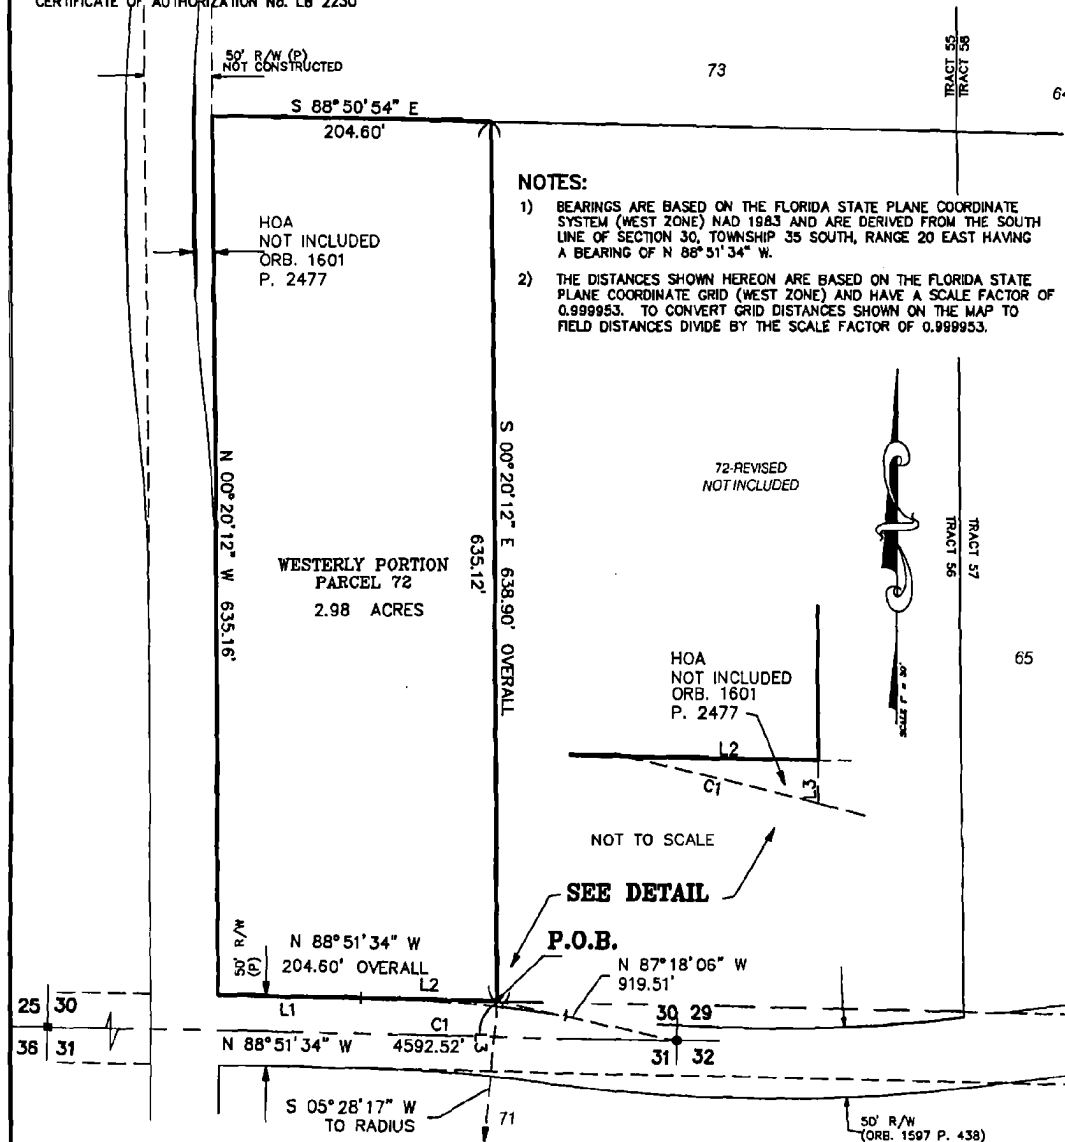 CERTIFICATE OF AUTHORIZATION No. LB 2230
50' R/W (P)
NOT CONSTRUCTED
73
TRACT 55
TRACT 58
64
S 88°50'54" E
204.60'
NOTES:
1) BEARINGS ARE BASED ON THE FLORIDA STATE PLANE COORDINATE
SYSTEM (WEST ZONE) NAD 1983 AND ARE DERIVED FROM THE SOUTH
LINE OF SECTION 30, TOWNSHIP 35 SOUTH, RANGE 20 EAST HAVING
A BEARING OF N 88°51'34" W.
2) THE DISTANCES SHOWN HEREON ARE BASED ON THE FLORIDA STATE
PLANE COORDINATE GRID (WEST ZONE) AND HAVE A SCALE FACTOR OF
0.999953. TO CONVERT GRID DISTANCES SHOWN ON THE MAP TO
FIELD DISTANCES DIVIDE BY THE SCALE FACTOR OF 0.999953.
HOA
NOT INCLUDED
ORB. 1601
P. 2477
N 00°20'12" W 635.16'
WESTERLY PORTION
PARCEL 72
2.98 ACRES
635.12'
S 00°20'12" E 638.90' OVERALL
72-REVISED
NOT INCLUDED
TRACT 56
TRACT 57
65
HOA
NOT INCLUDED
ORB. 1601
P. 2477
L2
C1
L3
NOT TO SCALE
SEE DETAIL
P.O.B.
50' R/W
(P)
N 88°51'34" W
204.60' OVERALL
L1
L2
N 87°18'06" W
919.51'
25 30
36 31
30 29
31 32
C1
N 88°51'34" W 4592.52'
S 05°28'17" W
TO RADIUS
71
50' R/W
(ORB. 1597 P. 438)